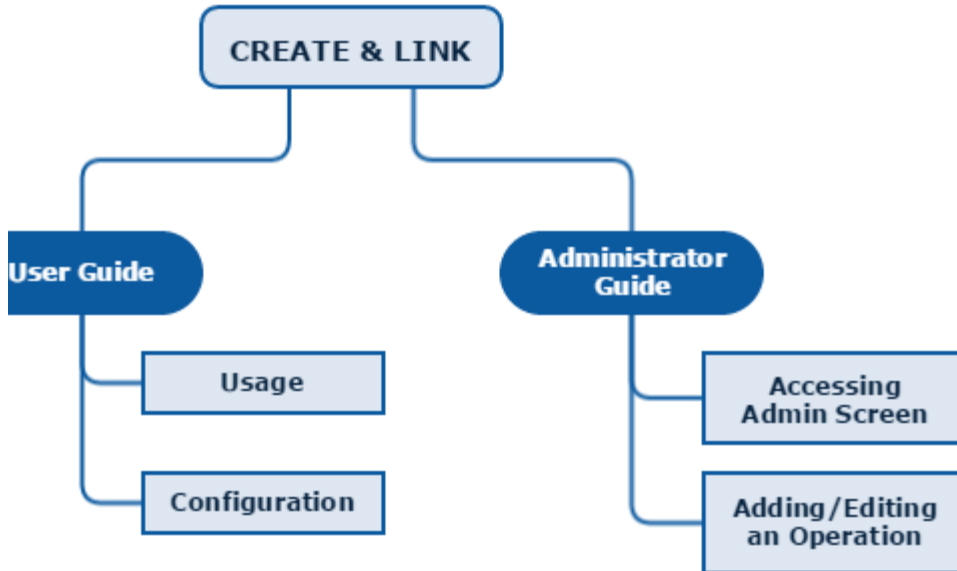 CREATE & LINK
User Guide
Administrator
Guide
Usage
Configuration
Accessing
Admin Screen
Adding/Editing
an Operation